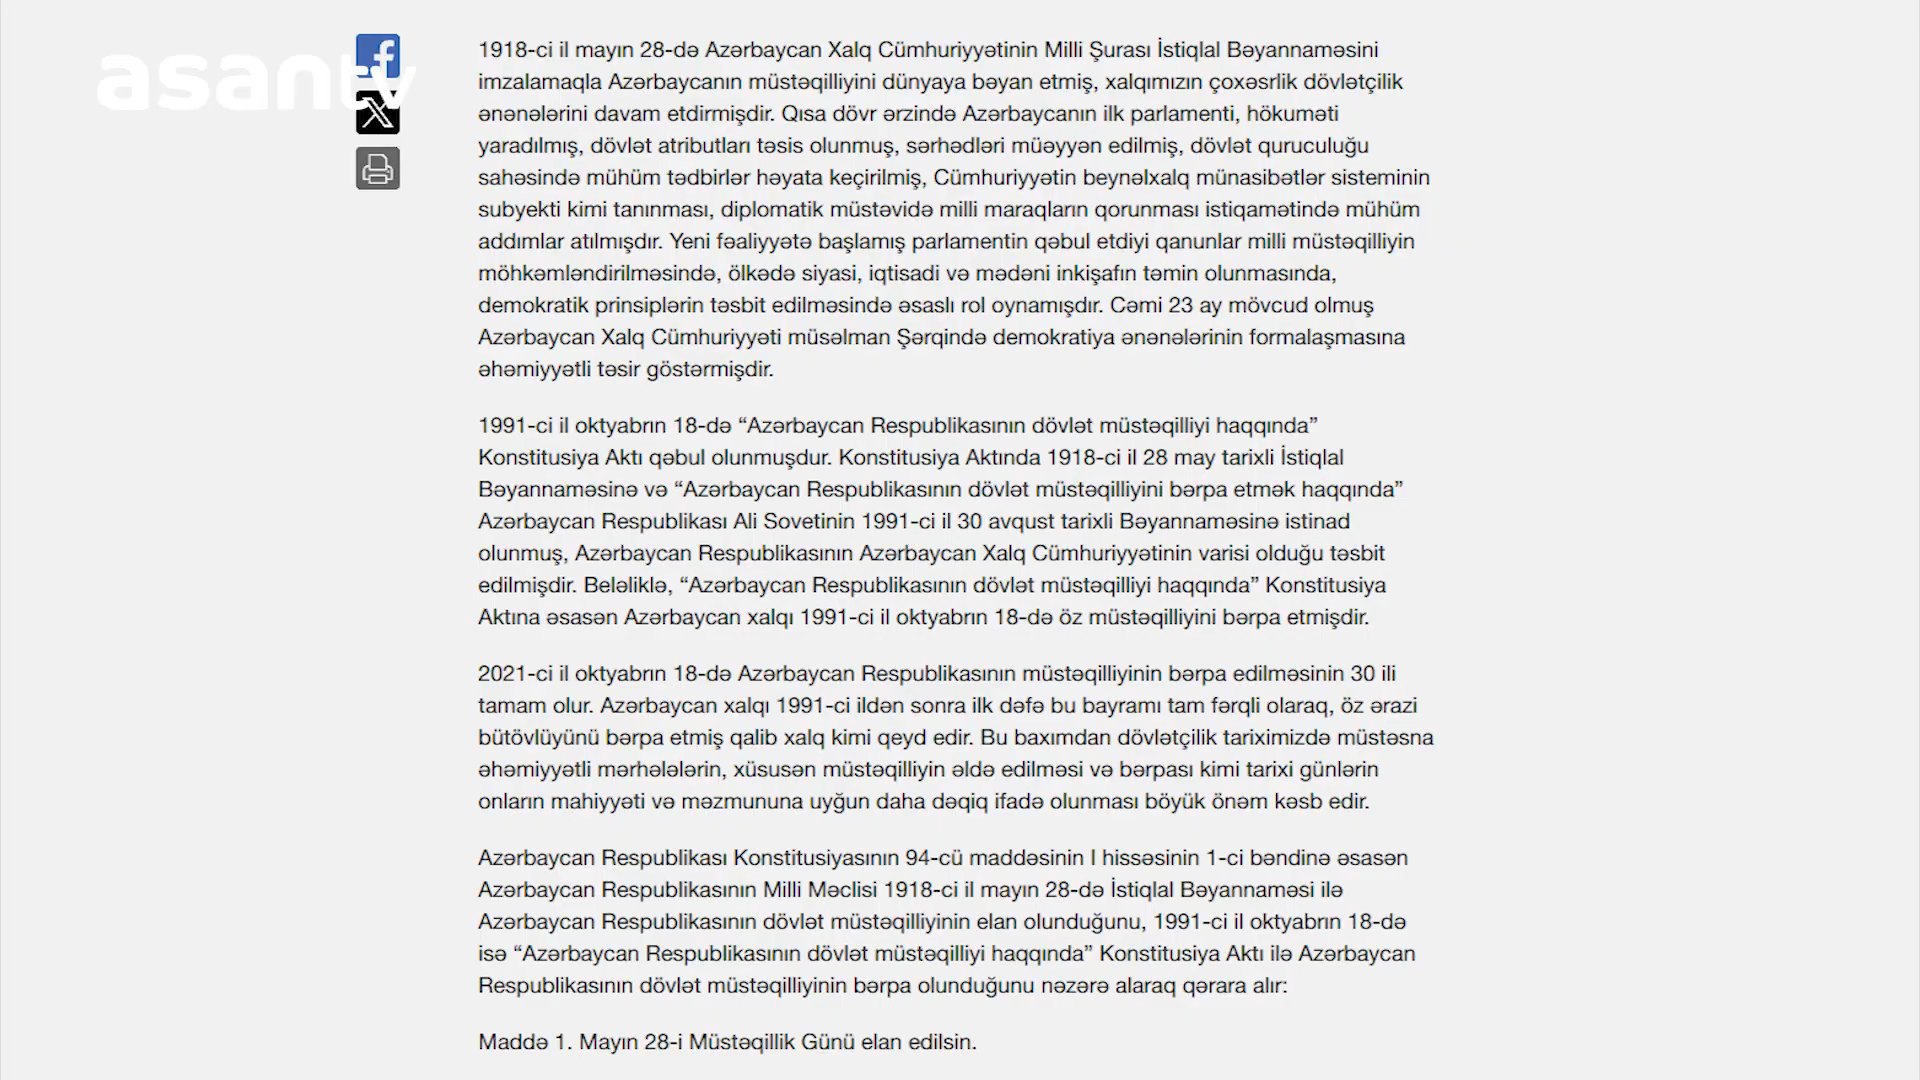 asantv
1918-ci il mayın 28-də Azərbaycan Xalq Cümhuriyyətinin Milli Şurası İstiqlal Bəyannaməsini
imzalamaqla Azərbaycanın müstəqilliyini dünyaya bəyan etmiş, xalqımızın çoxəsrlik dövlətçilik
ənənələrini davam etdirmişdir. Qısa dövr ərzində Azərbaycanın ilk parlamenti, hökuməti
yaradılmış, dövlət atributları təsis olunmuş, sərhədləri müəyyən edilmiş, dövlət quruculuğu
sahəsində mühüm tədbirlər həyata keçirilmiş, Cümhuriyyətin beynəlxalq münasibətlər sisteminin
subyekti kimi tanınması, diplomatik müstəvidə milli maraqların qorunması istiqamətində mühüm
addımlar atılmışdır. Yeni fəaliyyətə başlamış parlamentin qəbul etdiyi qanunlar milli müstəqilliyin
möhkəmləndirilməsində, ölkədə siyasi, iqtisadi və mədəni inkişafın təmin olunmasında,
demokratik prinsiplərin təsbit edilməsində əsaslı rol oynamışdır. Cəmi 23 ay mövcud olmuş
Azərbaycan Xalq Cümhuriyyəti müsəlman Şərqində demokratiya ənənələrinin formalaşmasına
əhəmiyyətli təsir göstərmişdir.
1991-ci il oktyabrın 18-də “Azərbaycan Respublikasının dövlət müstəqilliyi haqqında”
Konstitusiya Aktı qəbul olunmuşdur. Konstitusiya Aktında 1918-ci il 28 may tarixli İstiqlal
Bəyannaməsinə və “Azərbaycan Respublikasının dövlət müstəqilliyini bərpa etmək haqqında”
Azərbaycan Respublikası Ali Sovetinin 1991-ci il 30 avqust tarixli Bəyannaməsinə istinad
olunmuş, Azərbaycan Respublikasının Azərbaycan Xalq Cümhuriyyətinin varisi olduğu təsbit
edilmişdir. Beləliklə, “Azərbaycan Respublikasının dövlət müstəqilliyi haqqında” Konstitusiya
Aktına əsasən Azərbaycan xalqı 1991-ci il oktyabrın 18-də öz müstəqilliyini bərpa etmişdir.
2021-ci il oktyabrın 18-də Azərbaycan Respublikasının müstəqilliyinin bərpa edilməsinin 30 ili
tamam olur. Azərbaycan xalqı 1991-ci ildən sonra ilk dəfə bu bayramı tam fərqli olaraq, öz ərazi
bütövlüyünü bərpa etmiş qalib xalq kimi qeyd edir. Bu baxımdan dövlətçilik tariximizdə müstəsna
əhəmiyyətli mərhələlərin, xüsusən müstəqilliyin əldə edilməsi və bərpası kimi tarixi günlərin
onların mahiyyəti və məzmununa uyğun daha dəqiq ifadə olunması böyük önəm kəsb edir.
Azərbaycan Respublikası Konstitusiyasının 94-cü maddəsinin I hissəsinin 1-ci bəndinə əsasən
Azərbaycan Respublikasının Milli Məclisi 1918-ci il mayın 28-də İstiqlal Bəyannaməsi ilə
Azərbaycan Respublikasının dövlət müstəqilliyinin elan olunduğunu, 1991-ci il oktyabrın 18-də
isə “Azərbaycan Respublikasının dövlət müstəqilliyi haqqında” Konstitusiya Aktı ilə Azərbaycan
Respublikasının dövlət müstəqilliyinin bərpa olunduğunu nəzərə alaraq qərara alır:
Maddə 1. Mayın 28-i Müstəqillik Günü elan edilsin.